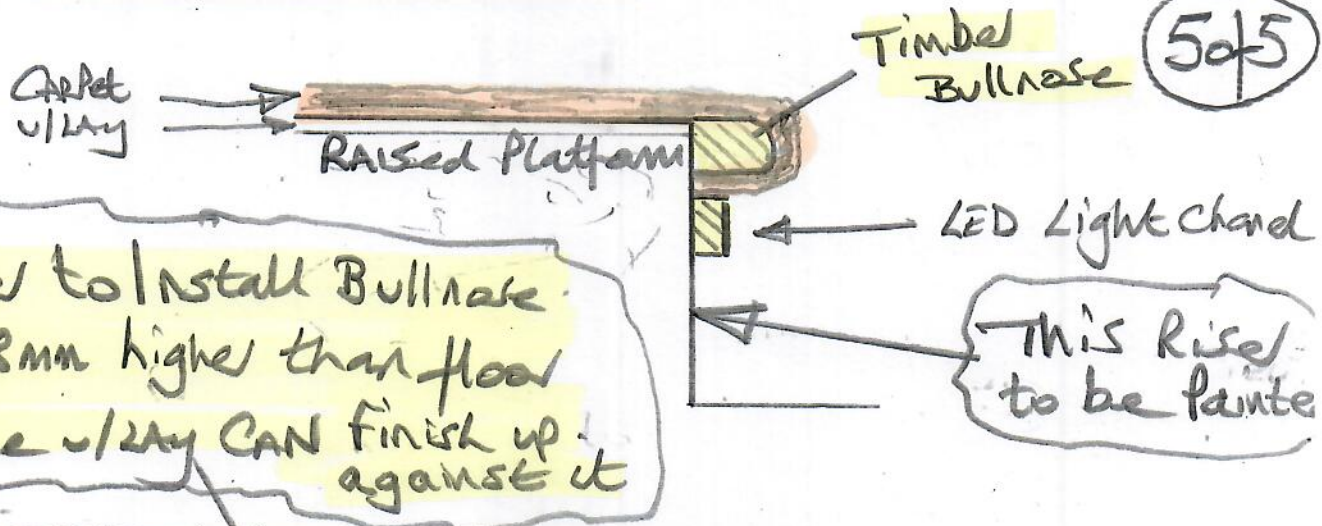 Timber
Bullnose
5of5
Carpet
u/lay
Raised Platform
LED Light Chanel
to Install Bullnose
8mm higher than floor
u/lay CAN finish up
against it
This Riser
to be Painte